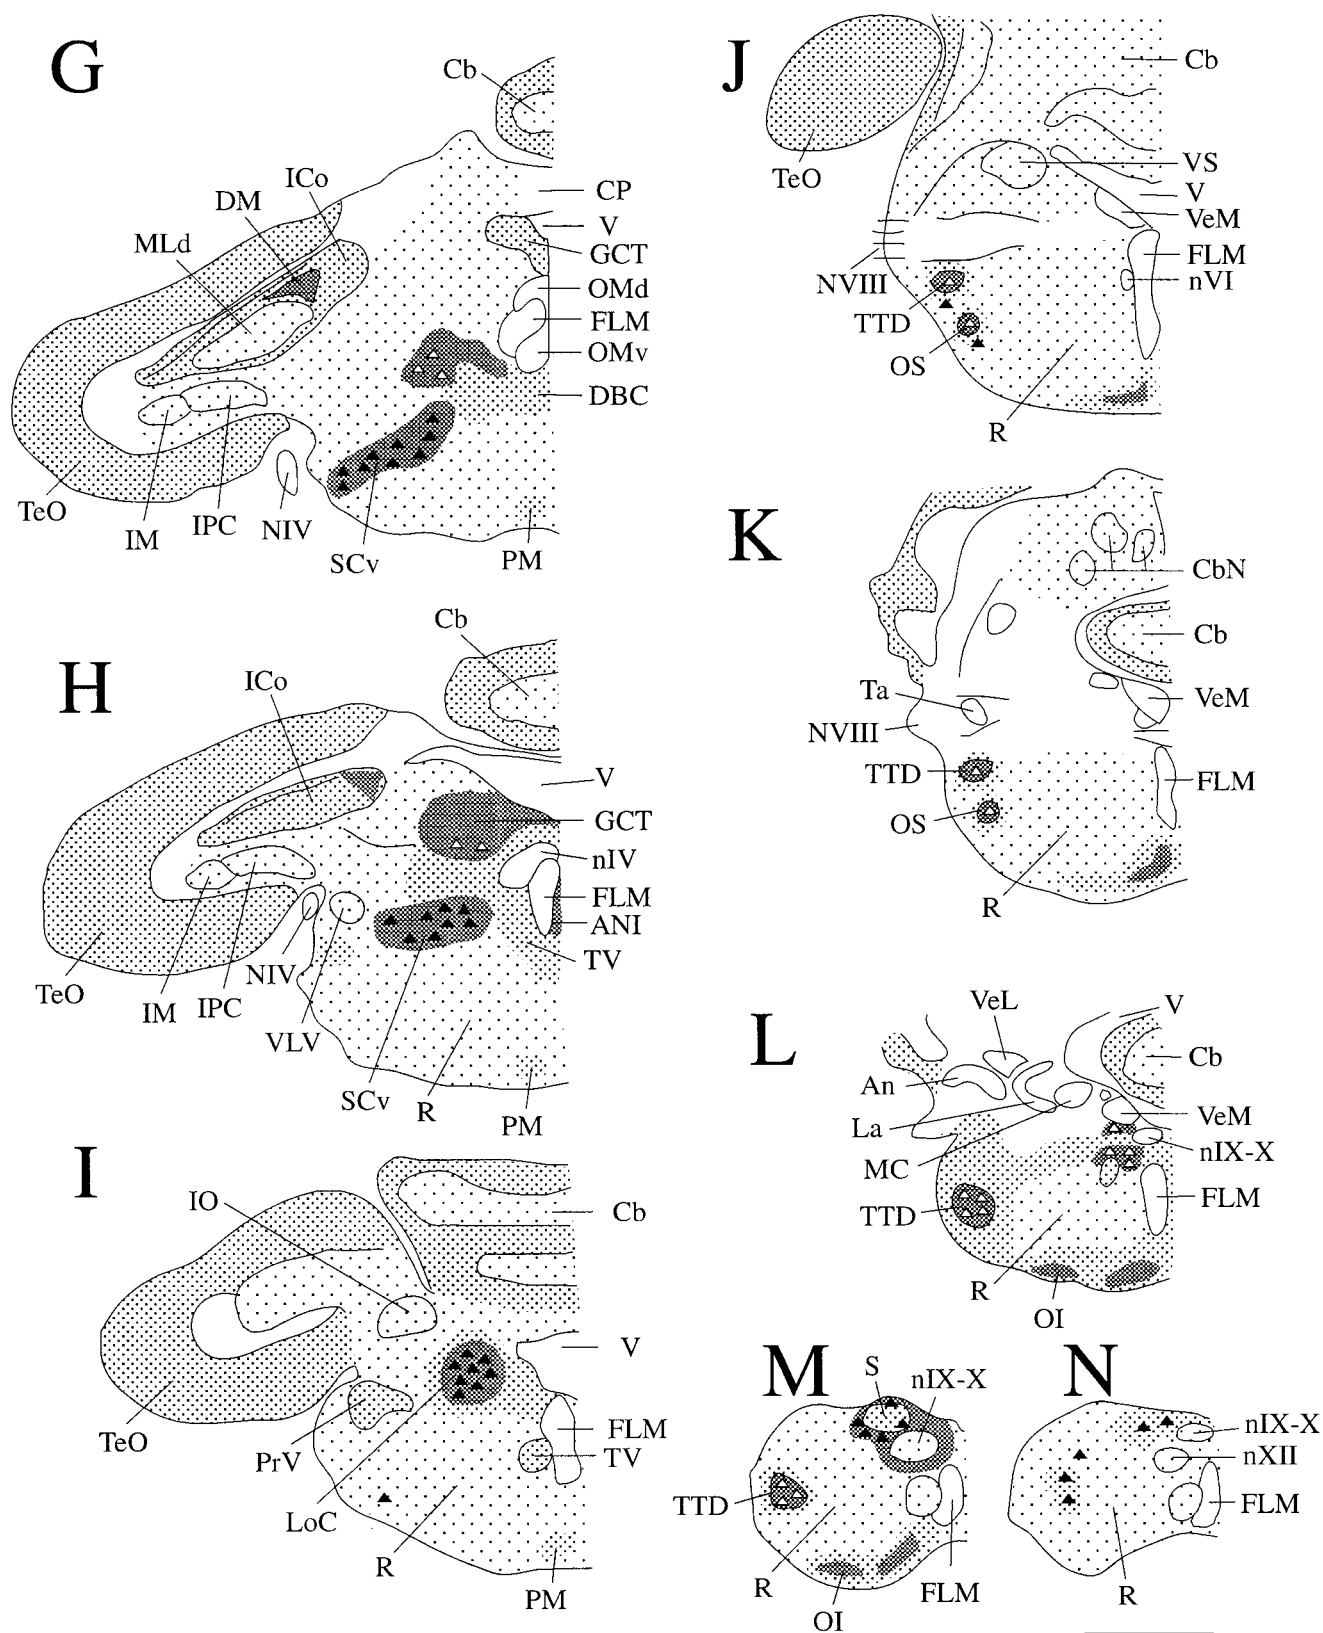 G
Cb
CP
ICo
DM
V
MLd
GCT
OMd
FLM
OMv
DBC
TeO
IM
IPC
NIV
SCv
PM
H
Cb
ICo
V
GCT
nIV
FLM
ANI
TV
TeO
IM
IPC
NIV
VLV
SCv
R
PM
I
IO
Cb
V
FLM
TV
TeO
PrV
LoC
R
PM
J
Cb
TeO
VS
V
VeM
FLM
nVI
NVIII
TTD
OS
R
K
CbN
Cb
Ta
VeM
NVIII
TTD
FLM
OS
R
L
VeL
V
Cb
An
VeM
La
nIX-X
MC
FLM
TTD
R
OI
M
S
nIX-X
TTD
R
OI
FLM
N
nIX-X
nXII
FLM
R